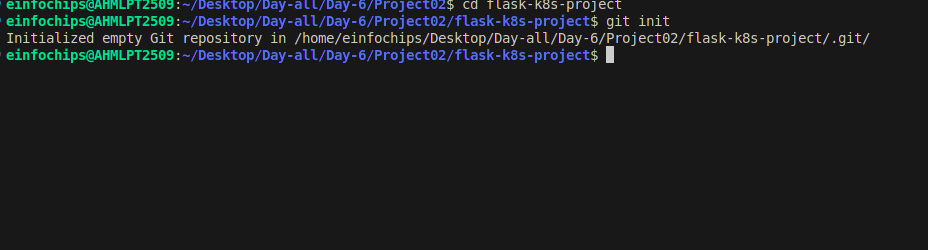 einfochips@AHMLPT2509:~/Desktop/Day-all/Day-6/Project02$ cd flask-k8s-project
einfochips@AHMLPT2509:~/Desktop/Day-all/Day-6/Project02/flask-k8s-project$ git init
Initialized empty Git repository in /home/einfochips/Desktop/Day-all/Day-6/Project02/flask-k8s-project/.git/
einfochips@AHMLPT2509:~/Desktop/Day-all/Day-6/Project02/flask-k8s-project$